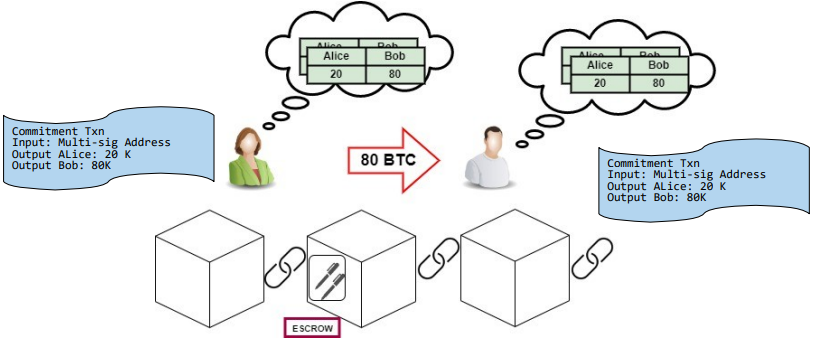 Alice Bob
Alice Bob
20 80
Alice Bob
Alice Bob
20 80
Commitment Txn
Input: Multi-sig Address
Output ALice: 20 K
Output Bob: 80K
80 BTC
Commitment Txn
Input: Multi-sig Address
Output ALice: 20 K
Output Bob: 80K
ESCROW